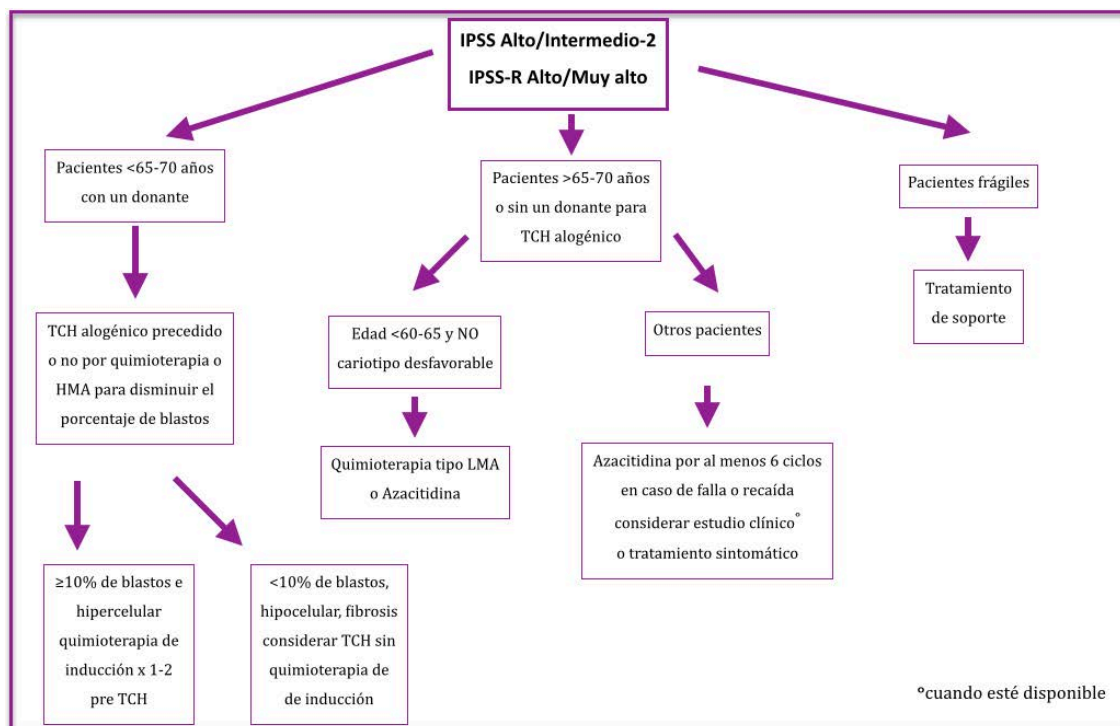 IPSS Alto/Intermedio-2
IPSS-R Alto/Muy alto
Pacientes <65-70 años
con un donante
Pacientes >65-70 años
o sin un donante para
TCH alogénico
Pacientes frágiles
TCH alogénico precedido
o no por quimioterapia o
HMA para disminuir el
porcentaje de blastos
Edad <60-65 y NO
cariotipo desfavorable
Otros pacientes
Tratamiento
de soporte
Quimioterapia tipo LMA
o Azacitidina
Azacitidina por al menos 6 ciclos
en caso de falla o recaída
considerar estudio clínico°
o tratamiento sintomático
≥10% de blastos e
hipercelular
quimioterapia de
inducción x 1-2
pre TCH
<10% de blastos,
hipocelular, fibrosis
considerar TCH sin
quimioterapia de
de inducción
°cuando esté disponible